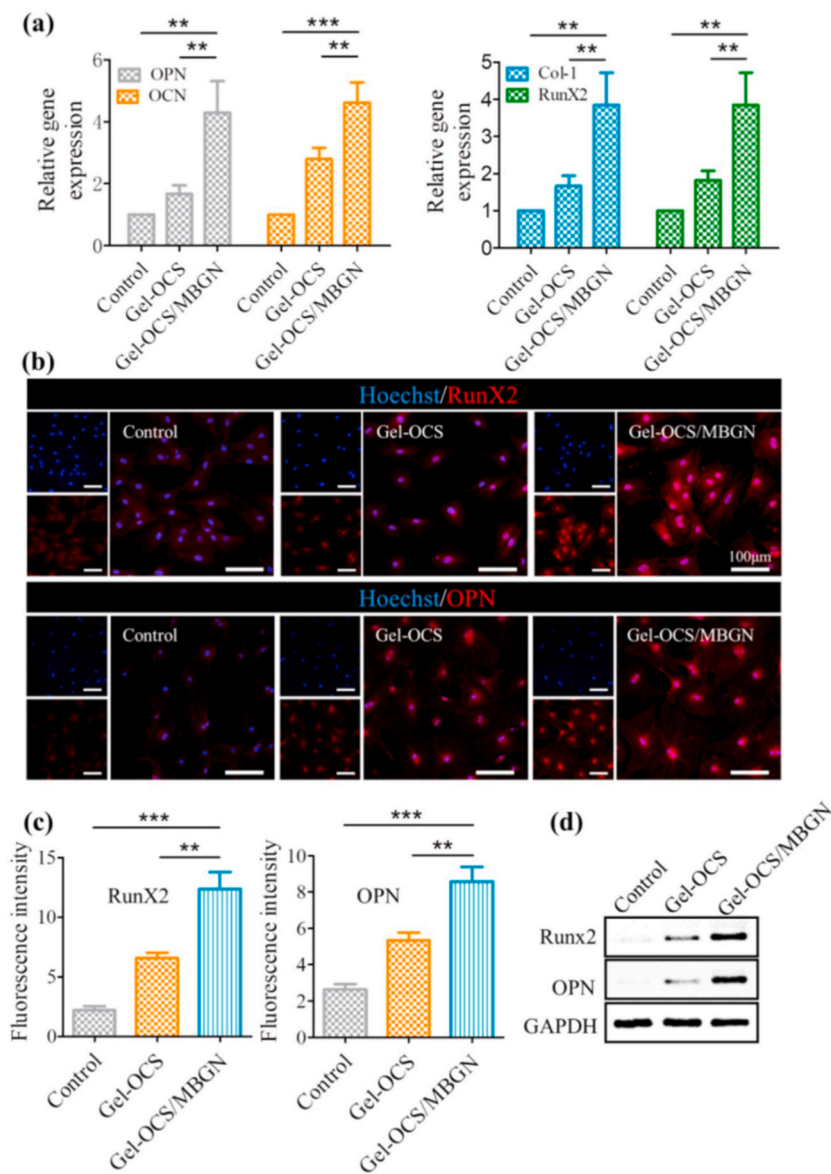 (a)
** *** ** **
** ** ** **
OPN
OCN
Col-1
RunX2
Relative gene
expression
6
4
2
0
Control
Gel-OCS
Gel-OCS/MBGN
Control
Gel-OCS
Gel-OCS/MBGN
Relative gene
expression
5
4
3
2
1
0
Control
Gel-OCS
Gel-OCS/MBGN
Control
Gel-OCS
Gel-OCS/MBGN
(b)
Hoechst/RunX2
Control
Gel-OCS
Gel-OCS/MBGN
100μm
Hoechst/OPN
Control
Gel-OCS
Gel-OCS/MBGN
(c)
***
**
RunX2
Fluorescence intensity
15
10
5
0
Control
Gel-OCS
Gel-OCS/MBGN
***
**
OPN
Fluorescence intensity
10
8
6
4
2
0
Control
Gel-OCS
Gel-OCS/MBGN
(d)
Control
Gel-OCS
Gel-OCS/MBGN
Runx2
OPN
GAPDH